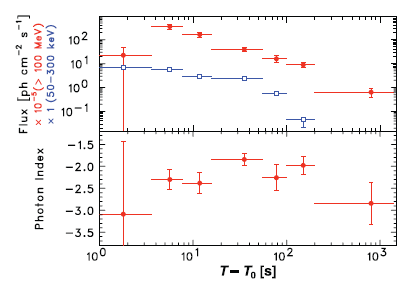 Flux [ph cm⁻² s⁻¹]
× 10⁻⁵(> 100 MeV)
× 1 (50−300 keV)
10²
10¹
10⁰
10⁻¹
Photon Index
−1.5
−2.0
−2.5
−3.0
−3.5
10⁰ 10¹ 10² 10³
T − T₀ [s]